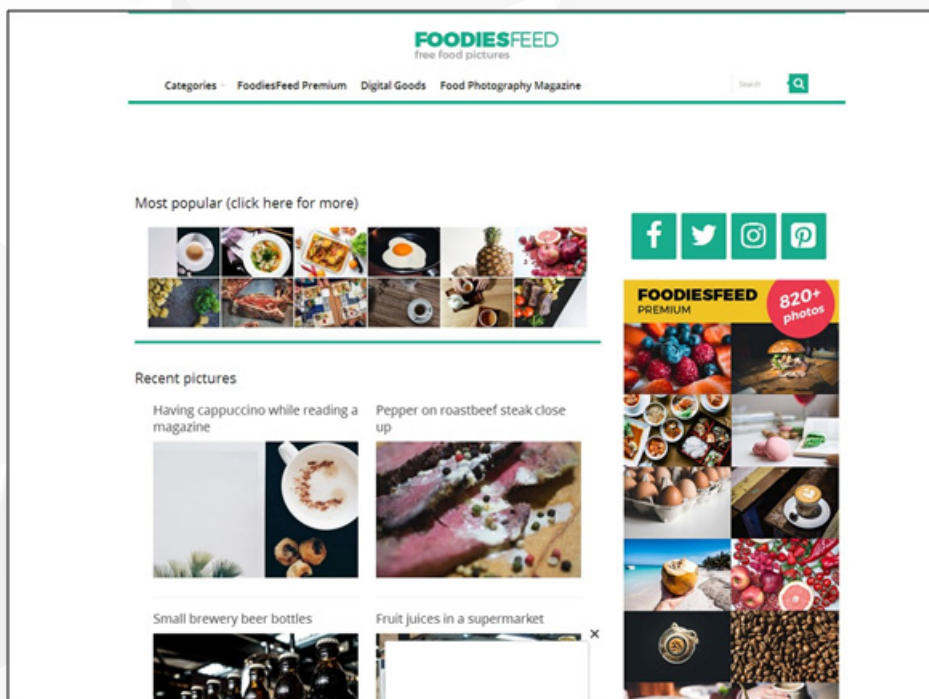 FOODIESFEED
free food pictures
Categories FoodiesFeed Premium Digital Goods Food Photography Magazine
Search
Most popular (click here for more)
FOODIESFEED
PREMIUM
820+
photos
Recent pictures
Having cappuccino while reading a
magazine
Pepper on roastbeef steak close
up
Small brewery beer bottles
Fruit juices in a supermarket